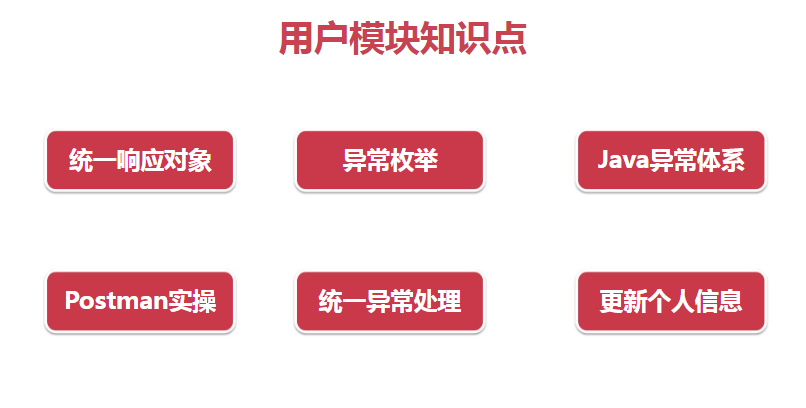 用户模块知识点
统一响应对象
异常枚举
Java异常体系
Postman实操
统一异常处理
更新个人信息